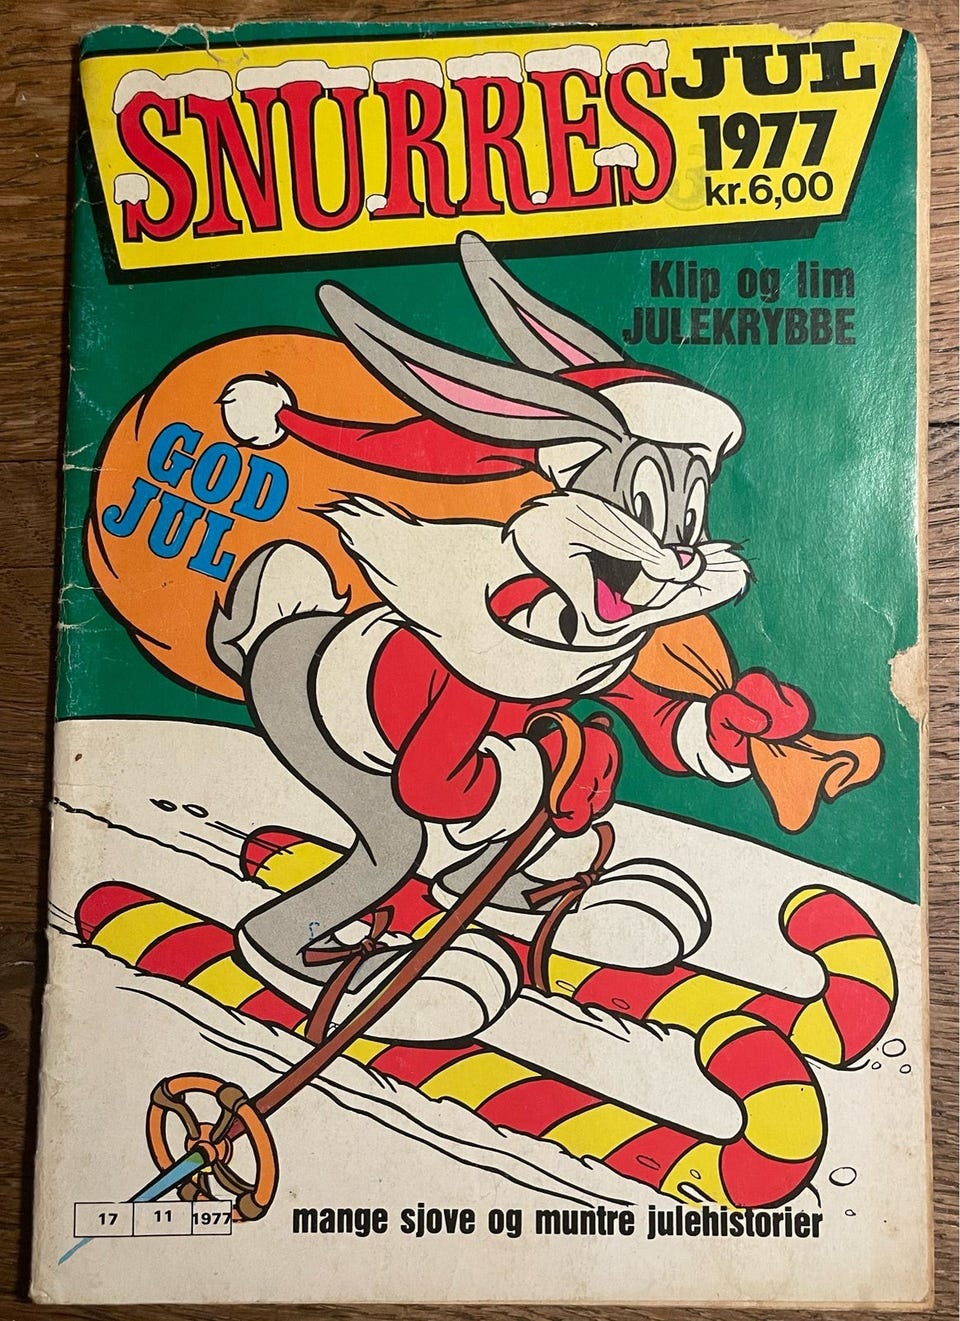 SNURRES JUL
1977
kr.6,00
Klip og lim
JULEKRYBBE
GOD
JUL
17 11 1977
mange sjove og muntre julehistorier